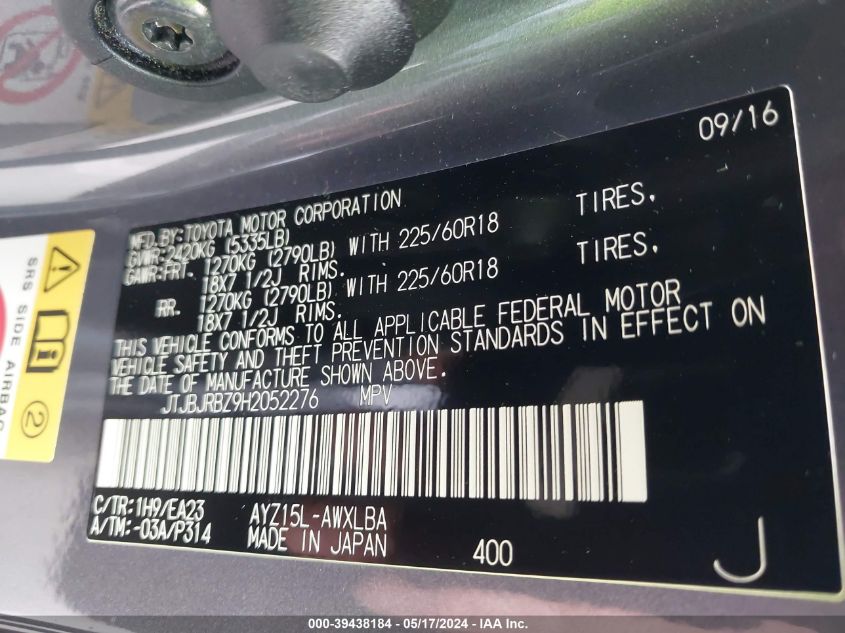 09/16
MFD.BY:TOYOTA MOTOR CORPORATION
GVWR:2420KG (5335LB)
GAWR:FRT. 1270KG (2790LB) WITH 225/60R18 TIRES.
18X7 1/2J RIMS.
RR. 1270KG (2790LB) WITH 225/60R18 TIRES.
18X7 1/2J RIMS.
THIS VEHICLE CONFORMS TO ALL APPLICABLE FEDERAL MOTOR
VEHICLE SAFETY AND THEFT PREVENTION STANDARDS IN EFFECT ON
THE DATE OF MANUFACTURE SHOWN ABOVE.
JTJBJRBZ9H2052276 MPV
C/TR:1H9/EA23 AYZ15L-AWXLBA
A/TM:-03A/P314 MADE IN JAPAN 400 J
SRS SIDE AIRBAG
2
000-39438184 - 05/17/2024 - IAA Inc.